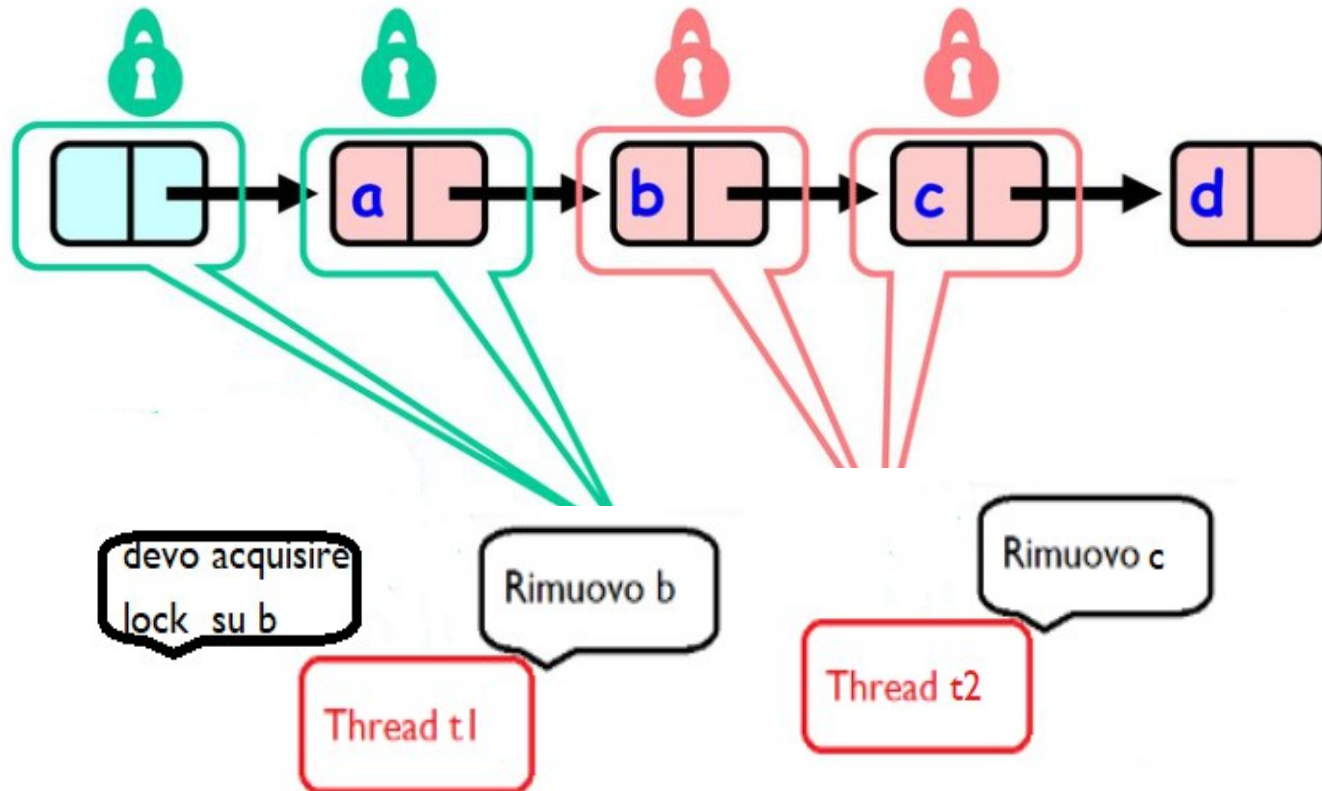 a
b
c
d
devo acquisire
lock su b
Rimuovo b
Rimuovo c
Thread t1
Thread t2